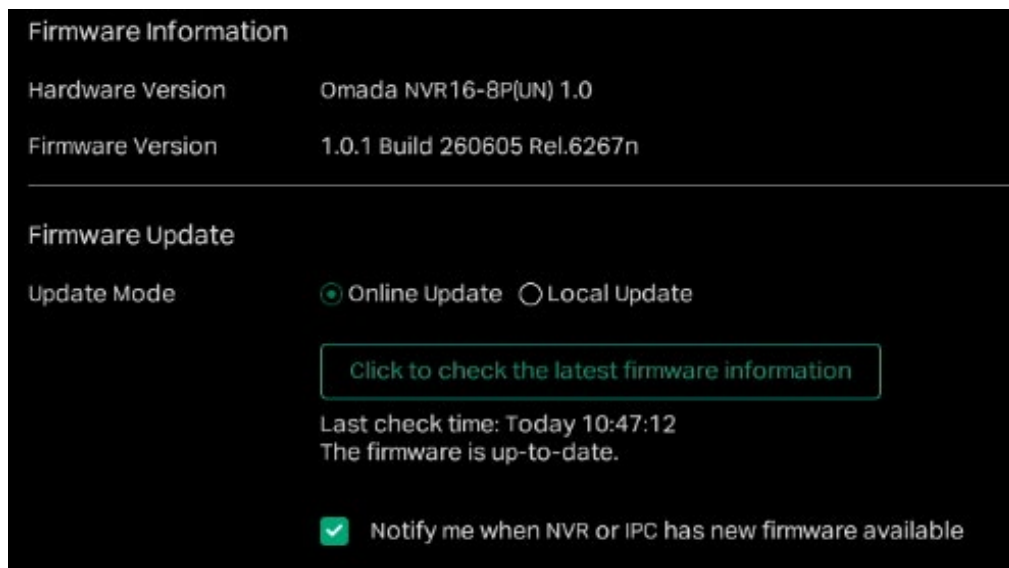 Firmware Information
Hardware Version Omada NVR16-8P(UN) 1.0
Firmware Version 1.0.1 Build 260605 Rel.6267n
Firmware Update
Update Mode Online Update Local Update
Click to check the latest firmware information
Last check time: Today 10:47:12
The firmware is up-to-date.
Notify me when NVR or IPC has new firmware available